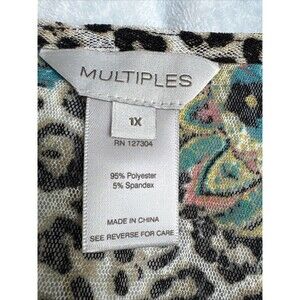 MULTIPLES
1X
RN 127304
95% Polyester
5% Spandex
MADE IN CHINA
SEE REVERSE FOR CARE